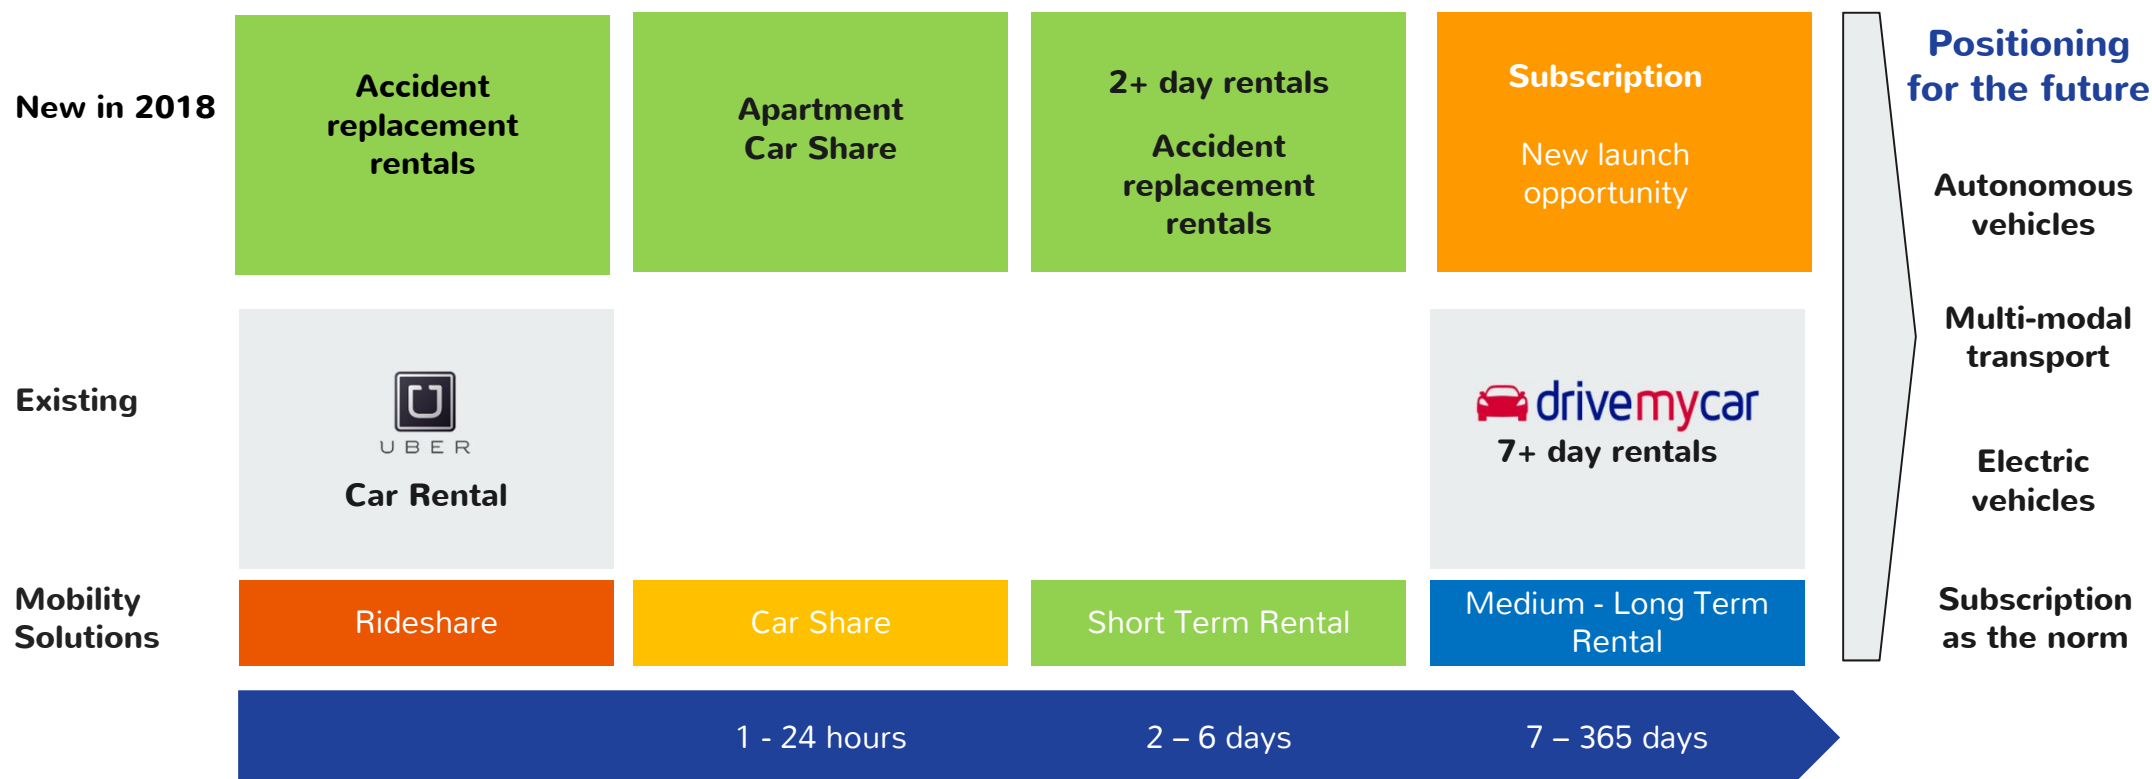 New in 2018
Accident
replacement
rentals
Apartment
Car Share
2+ day rentals
Accident
replacement
rentals
Subscription
New launch
opportunity
Existing
UBER
Car Rental
drivemycar
7+ day rentals
Mobility
Solutions
Rideshare
Car Share
Short Term Rental
Medium - Long Term
Rental
1 - 24 hours
2 – 6 days
7 – 365 days
Positioning
for the future
Autonomous
vehicles
Multi-modal
transport
Electric
vehicles
Subscription
as the norm